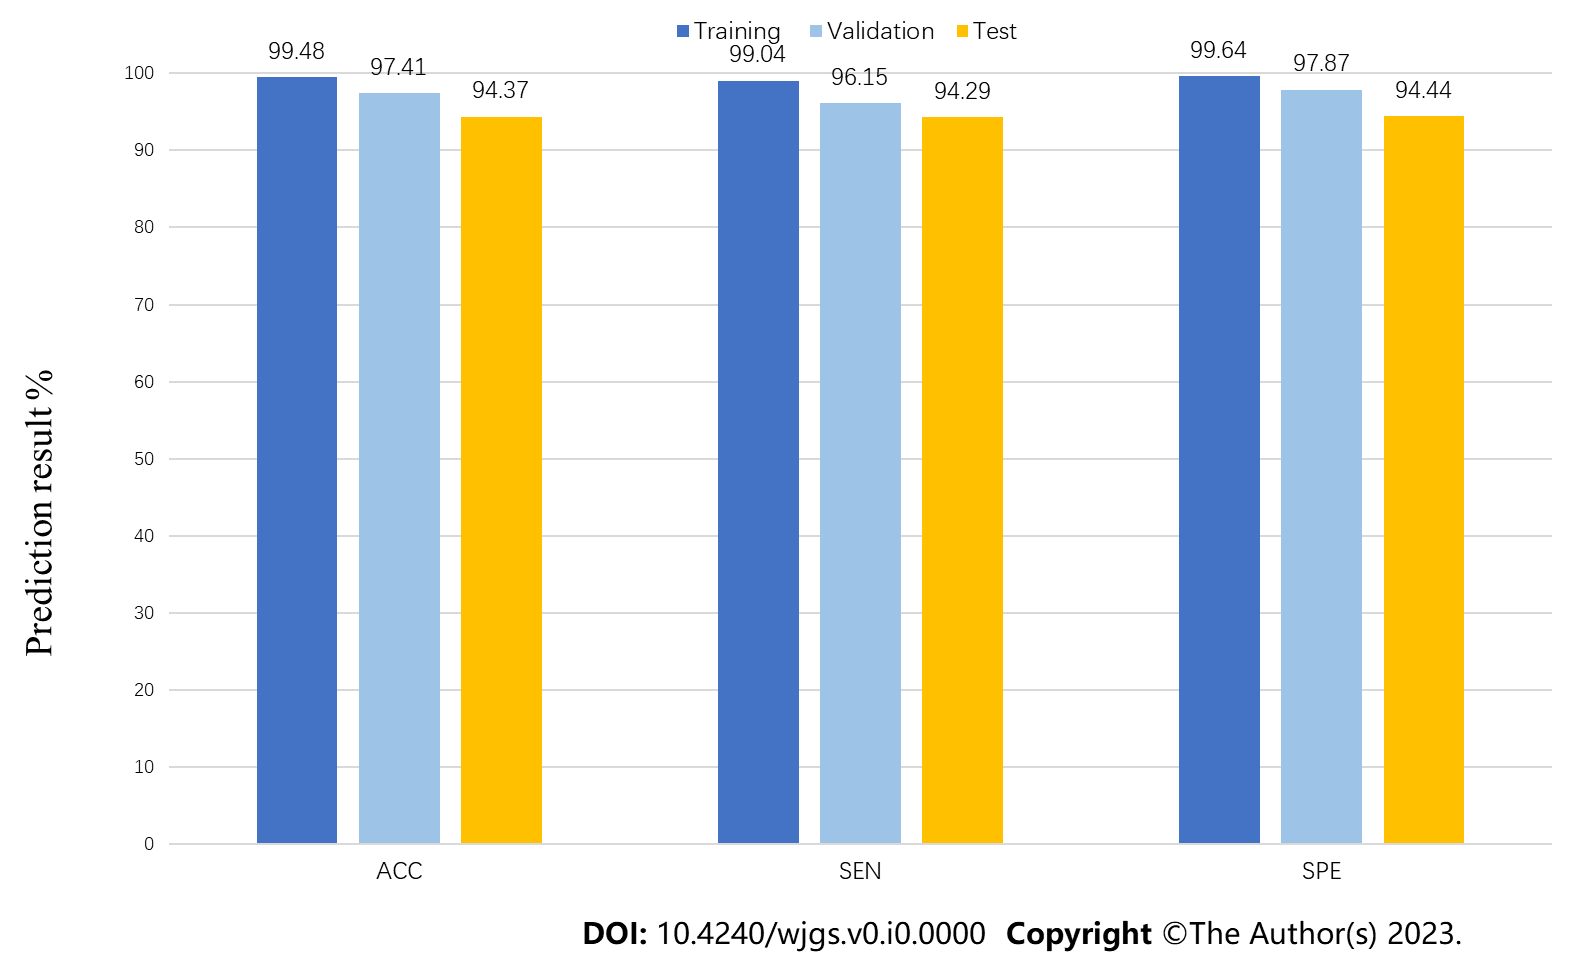 Training Validation Test
99.48 97.41 94.37 99.04 96.15 94.29 99.64 97.87 94.44
100
90
80
70
60
50
40
30
20
10
0
Prediction result %
ACC SEN SPE
DOI: 10.4240/wjgs.v0.i0.0000 Copyright ©The Author(s) 2023.